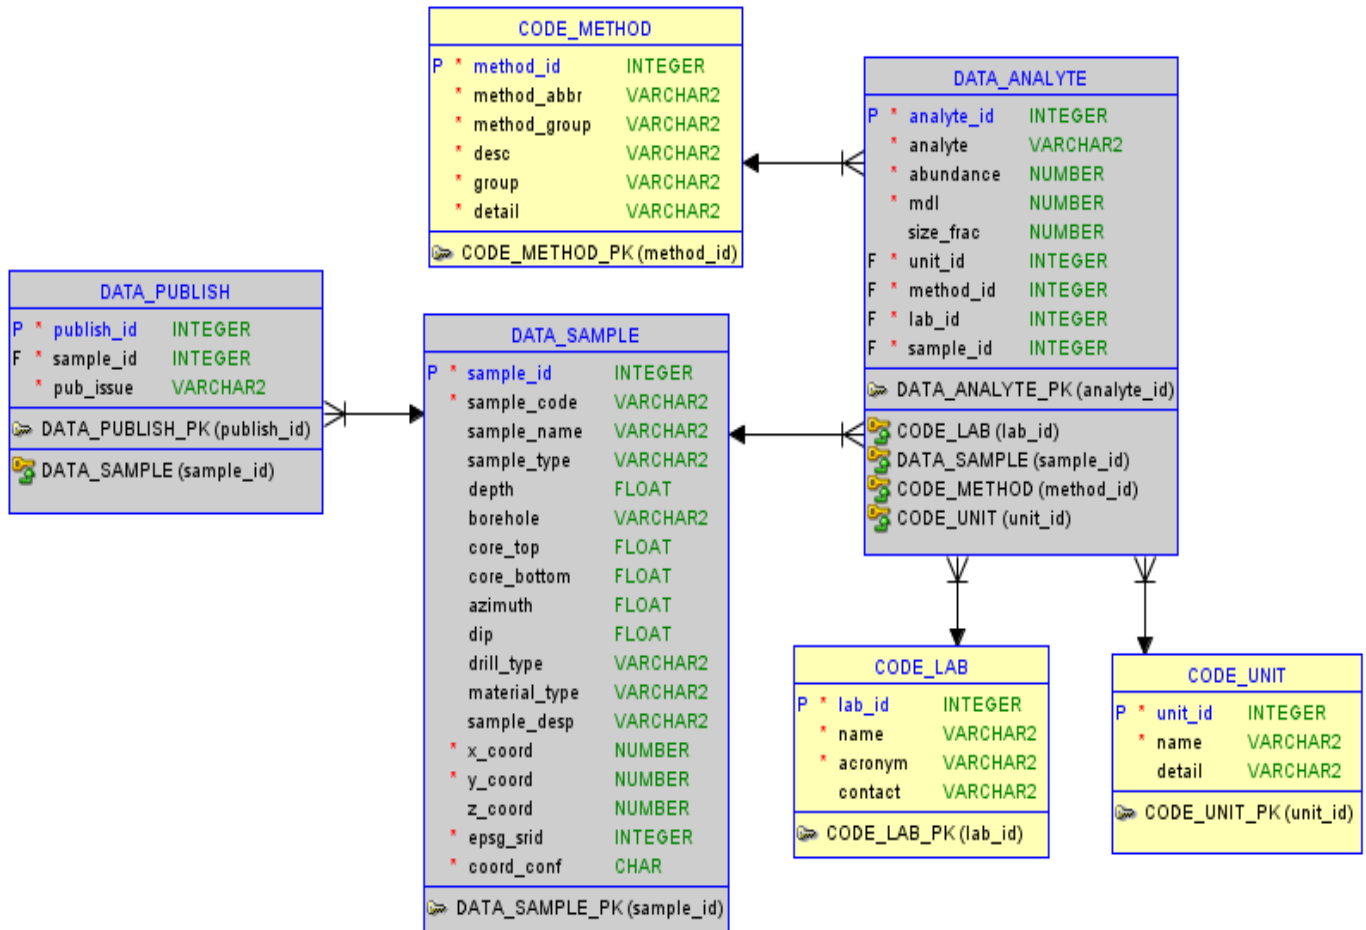 CODE_METHOD
P * method_id INTEGER
* method_abbr VARCHAR2
* method_group VARCHAR2
* desc VARCHAR2
* group VARCHAR2
* detail VARCHAR2
CODE_METHOD_PK (method_id)
DATA_ANALYTE
P * analyte_id INTEGER
* analyte VARCHAR2
* abundance NUMBER
* mdl NUMBER
size_frac NUMBER
F * unit_id INTEGER
F * method_id INTEGER
F * lab_id INTEGER
F * sample_id INTEGER
DATA_ANALYTE_PK (analyte_id)
CODE_LAB (lab_id)
DATA_SAMPLE (sample_id)
CODE_METHOD (method_id)
CODE_UNIT (unit_id)
DATA_PUBLISH
P * publish_id INTEGER
F * sample_id INTEGER
* pub_issue VARCHAR2
DATA_PUBLISH_PK (publish_id)
DATA_SAMPLE (sample_id)
DATA_SAMPLE
P * sample_id INTEGER
* sample_code VARCHAR2
sample_name VARCHAR2
sample_type VARCHAR2
depth FLOAT
borehole VARCHAR2
core_top FLOAT
core_bottom FLOAT
azimuth FLOAT
dip FLOAT
drill_type VARCHAR2
material_type VARCHAR2
sample_desp VARCHAR2
* x_coord NUMBER
* y_coord NUMBER
z_coord NUMBER
* epsg_srid INTEGER
* coord_conf CHAR
DATA_SAMPLE_PK (sample_id)
CODE_LAB
P * lab_id INTEGER
* name VARCHAR2
* acronym VARCHAR2
contact VARCHAR2
CODE_LAB_PK (lab_id)
CODE_UNIT
P * unit_id INTEGER
* name VARCHAR2
detail VARCHAR2
CODE_UNIT_PK (unit_id)